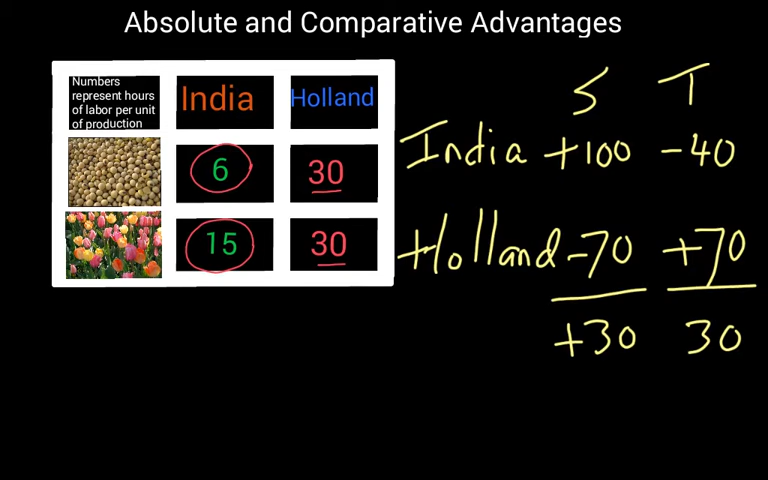 Absolute and Comparative Advantages
Numbers
represent hours
of labor per unit
of production
India
Holland
6
30
15
30
S T
India +100 -40
Holland -70 +70
+30 30